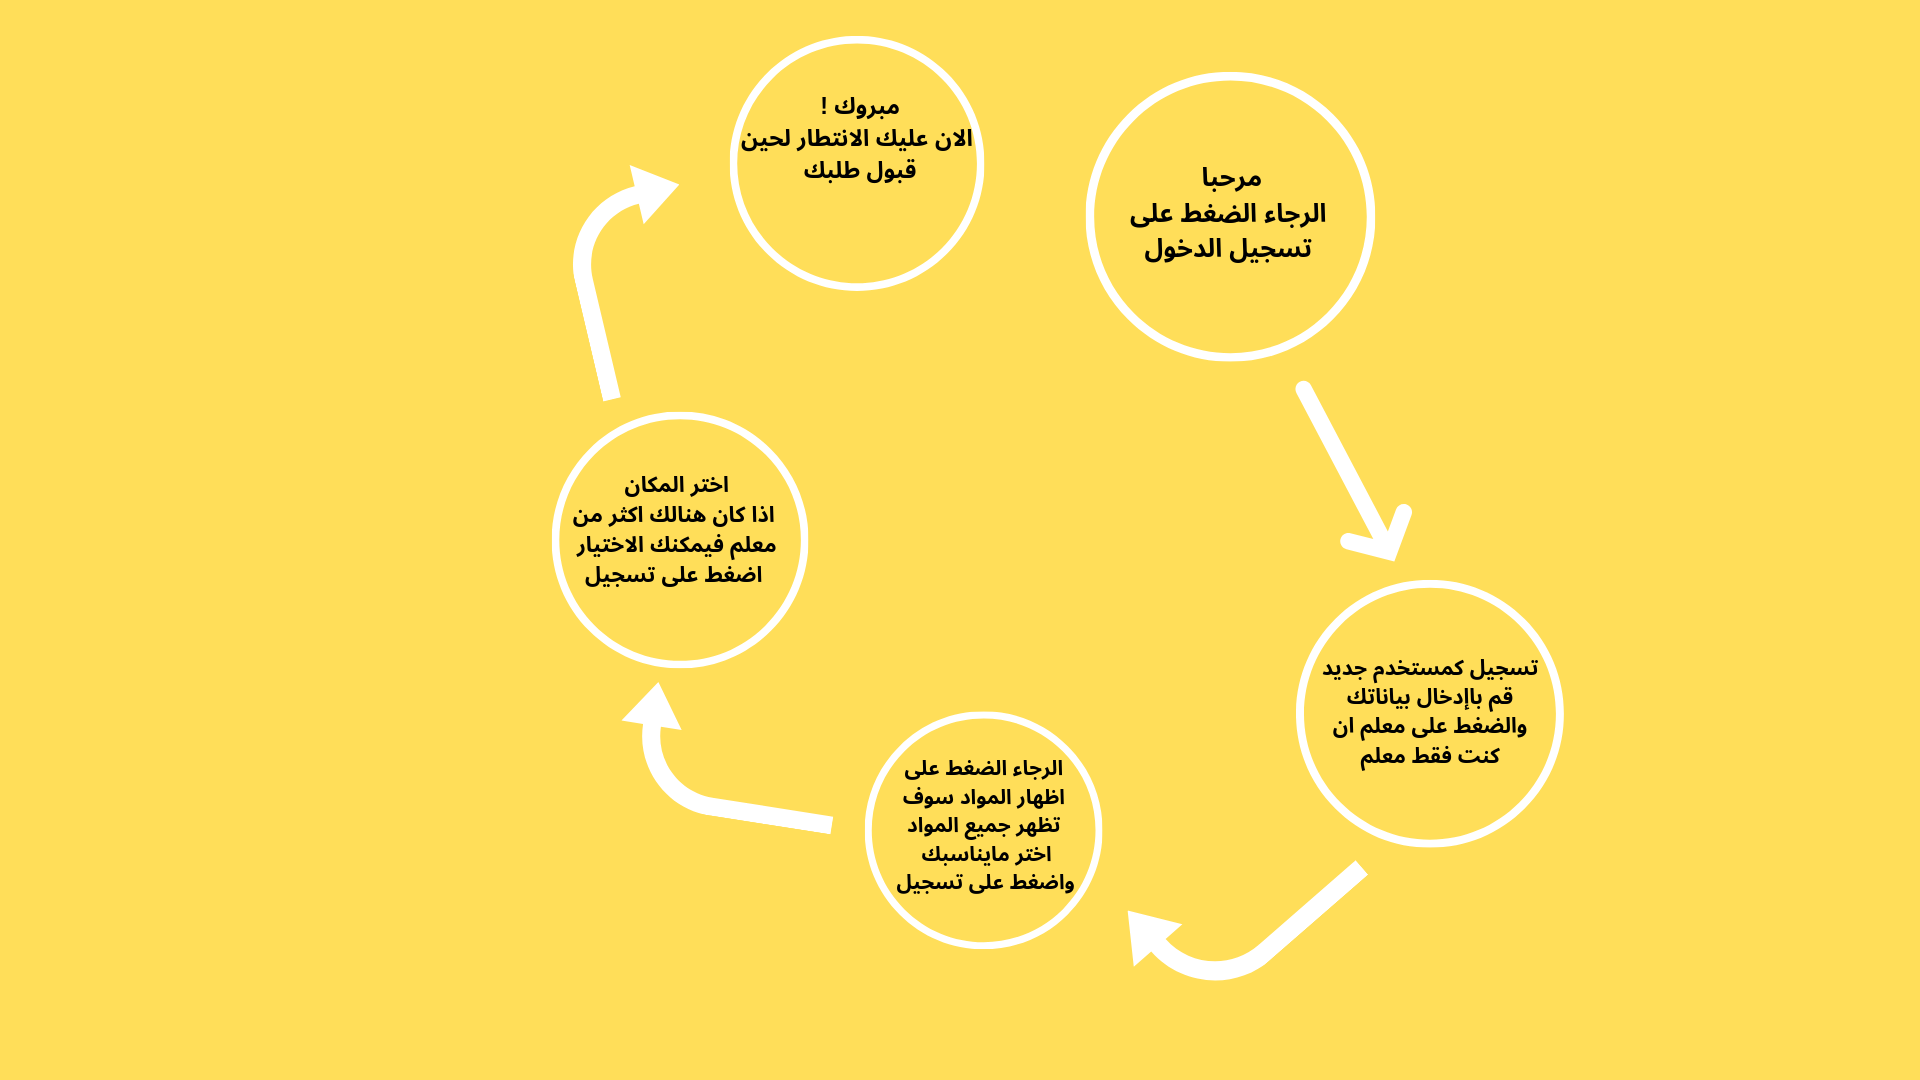 مرحبا
الرجاء الضغط على
تسجيل الدخول
تسجيل كمستخدم جديد
قم باإدخال بياناتك
والضغط على معلم ان
كنت فقط معلم
الرجاء الضغط على
اظهار المواد سوف
تظهر جميع المواد
اختر مايناسبك
واضغط على تسجيل
اختر المكان
اذا كان هنالك اكثر من
معلم فيمكنك الاختيار
اضغط على تسجيل
مبروك !
الان عليك الانتطار لحين
قبول طلبك